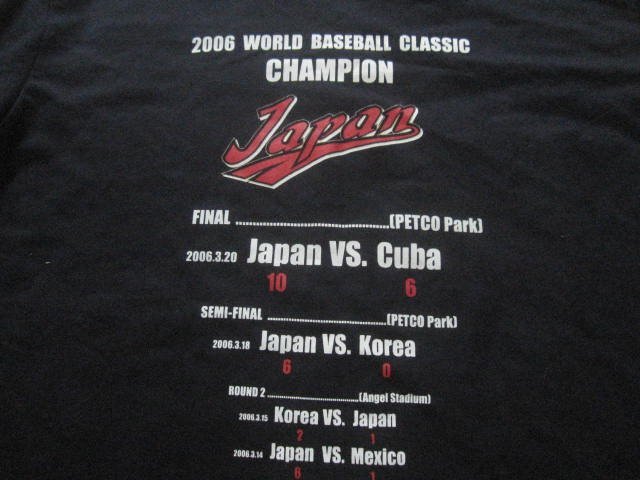 2006 WORLD BASEBALL CLASSIC
CHAMPION
Japan
FINAL ............................................(PETCO Park)
2006.3.20 Japan VS. Cuba
10 6
SEMI-FINAL ............................................(PETCO Park)
2006.3.18 Japan VS. Korea
6 0
ROUND 2 ............................................(Angel Stadium)
2006.3.15 Korea VS. Japan
2 1
2006.3.14 Japan VS. Mexico
6 1